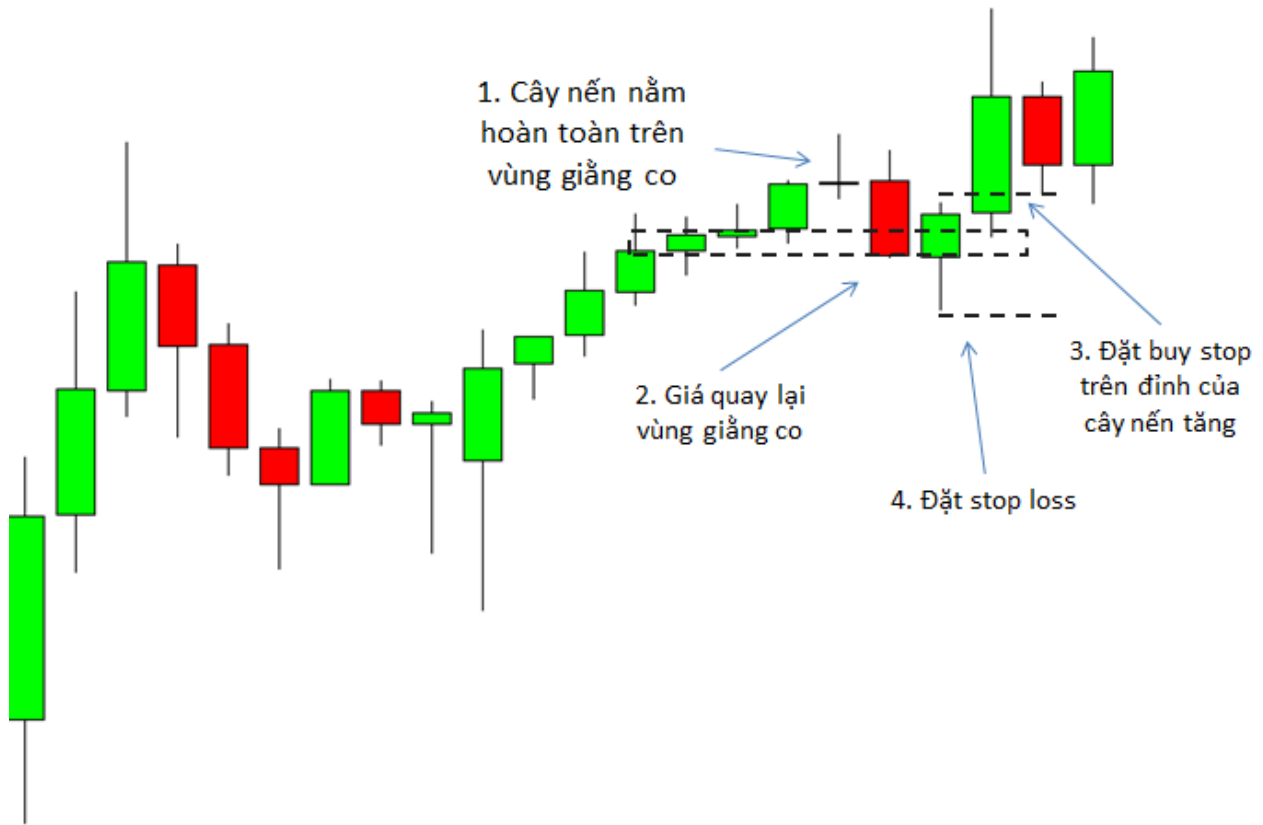 1. Cây nến nằm
hoàn toàn trên
vùng giằng co
2. Giá quay lại
vùng giằng co
3. Đặt buy stop
trên đỉnh của
cây nến tăng
4. Đặt stop loss